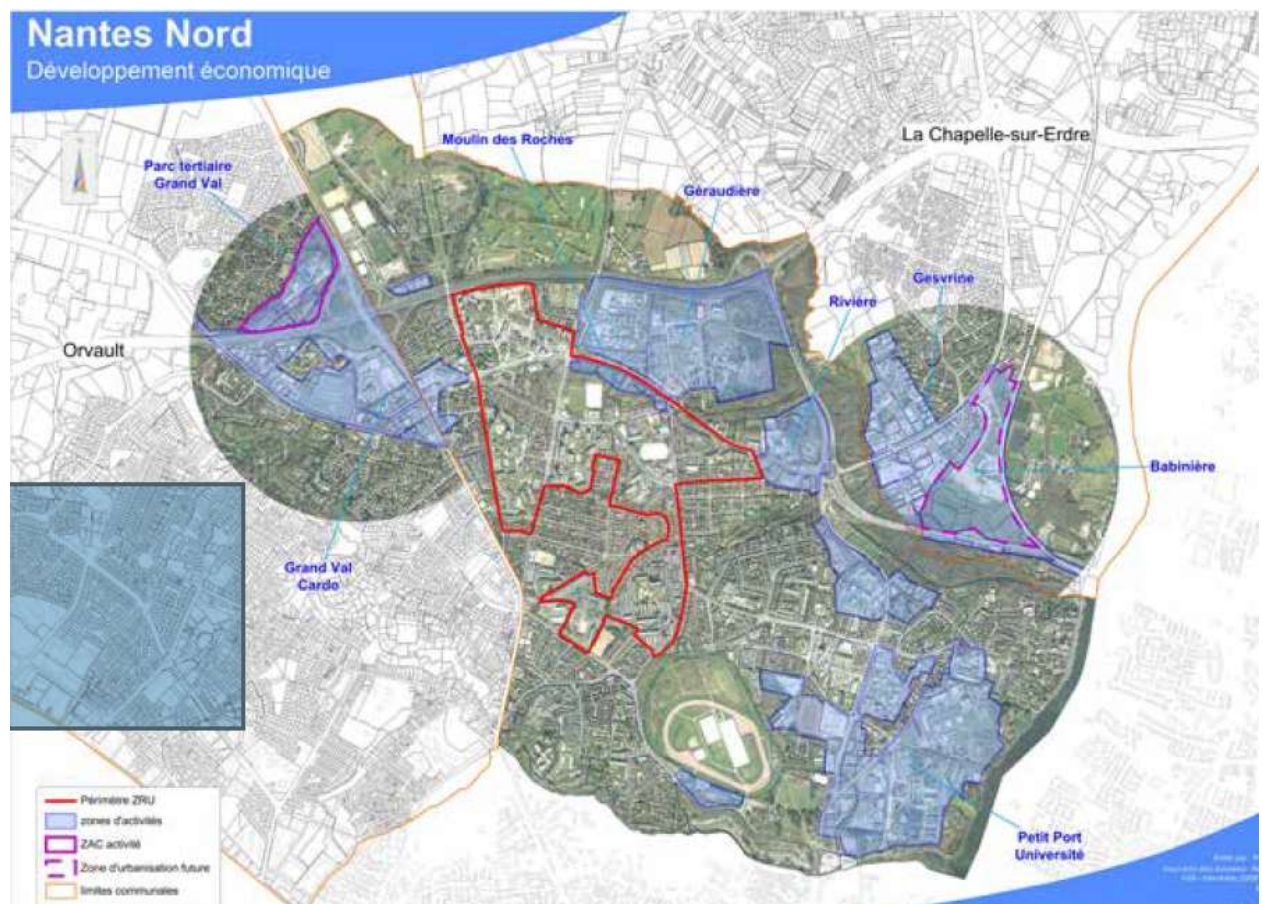 Nantes Nord
Développement économique
La Chapelle-sur-Erdre
Moulin des Roches
Parc tertiaire
Grand Val
Géraudière
Gesvrine
Rivière
Orvault
Babinière
Grand Val
Cardo
Petit Port
Université
Périmètre ZRU
zones d'activités
ZAC activité
Zone d'urbanisation future
limites communales